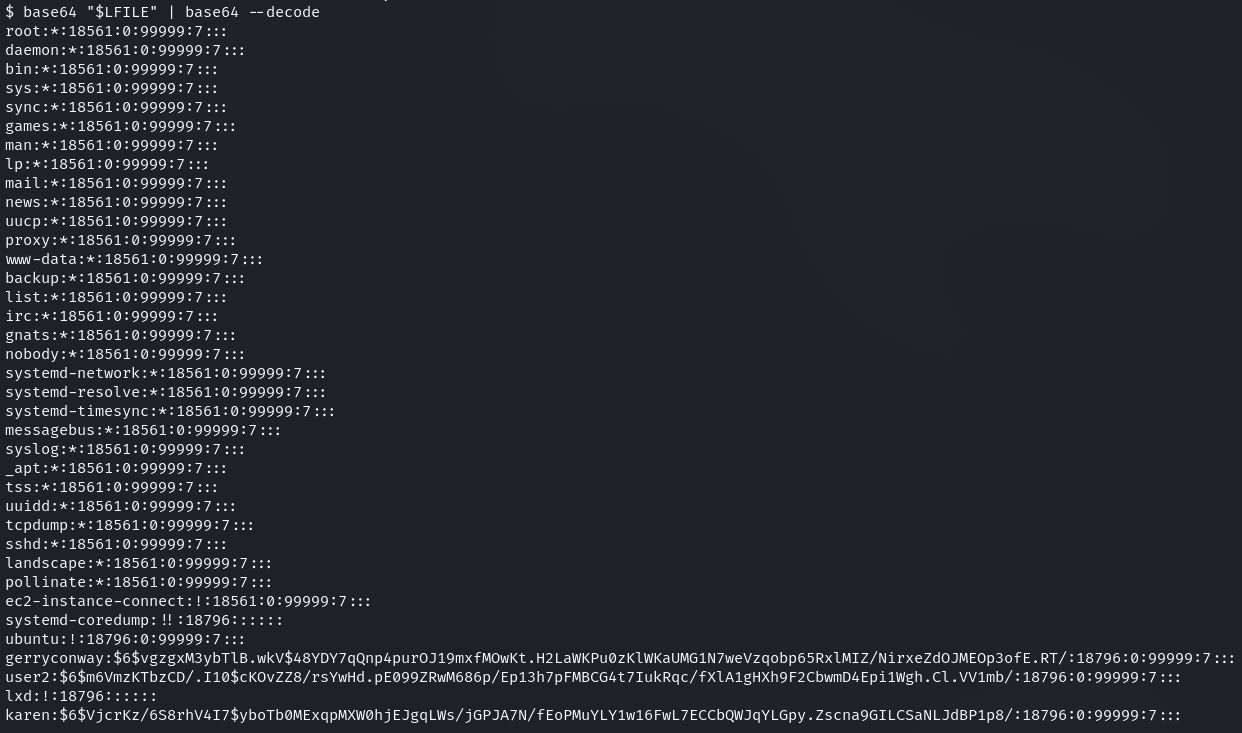 $ base64 "$LFILE" | base64 --decode
root:*:18561:0:99999:7:::
daemon:*:18561:0:99999:7:::
bin:*:18561:0:99999:7:::
sys:*:18561:0:99999:7:::
sync:*:18561:0:99999:7:::
games:*:18561:0:99999:7:::
man:*:18561:0:99999:7:::
lp:*:18561:0:99999:7:::
mail:*:18561:0:99999:7:::
news:*:18561:0:99999:7:::
uucp:*:18561:0:99999:7:::
proxy:*:18561:0:99999:7:::
www-data:*:18561:0:99999:7:::
backup:*:18561:0:99999:7:::
list:*:18561:0:99999:7:::
irc:*:18561:0:99999:7:::
gnats:*:18561:0:99999:7:::
nobody:*:18561:0:99999:7:::
systemd-network:*:18561:0:99999:7:::
systemd-resolve:*:18561:0:99999:7:::
systemd-timesync:*:18561:0:99999:7:::
messagebus:*:18561:0:99999:7:::
syslog:*:18561:0:99999:7:::
_apt:*:18561:0:99999:7:::
tss:*:18561:0:99999:7:::
uuidd:*:18561:0:99999:7:::
tcpdump:*:18561:0:99999:7:::
sshd:*:18561:0:99999:7:::
landscape:*:18561:0:99999:7:::
pollinate:*:18561:0:99999:7:::
ec2-instance-connect:!:18561:0:99999:7:::
systemd-coredump:!!:18796::::::
ubuntu:!:18796:0:99999:7:::
gerryconway:$6$vgzgxM3ybTlB.wkV$48YDY7qQnp4purOJ19mxfMOwKt.H2LaWKPu0zKlWKaUMG1N7weVzqobp65RxlMIZ/NirxeZdOJMEOp3ofE.RT/:18796:0:99999:7:::
user2:$6$m6VmzKTbzCD/.I10$cKOvZZ8/rsYwHd.pE099ZRwM686p/Ep13h7pFMBCG4t7IukRqc/fXlA1gHXh9F2CbwmD4Epi1Wgh.Cl.VV1mb/:18796:0:99999:7:::
lxd:!:18796::::::
karen:$6$VjcrKz/6S8rhV4I7$yboTb0MExqpMXW0hjEJgqLWs/jGPJA7N/fEoPMuYLY1w16FwL7ECCbQWJqYLGpy.Zscna9GILCSaNLJdBP1p8/:18796:0:99999:7:::